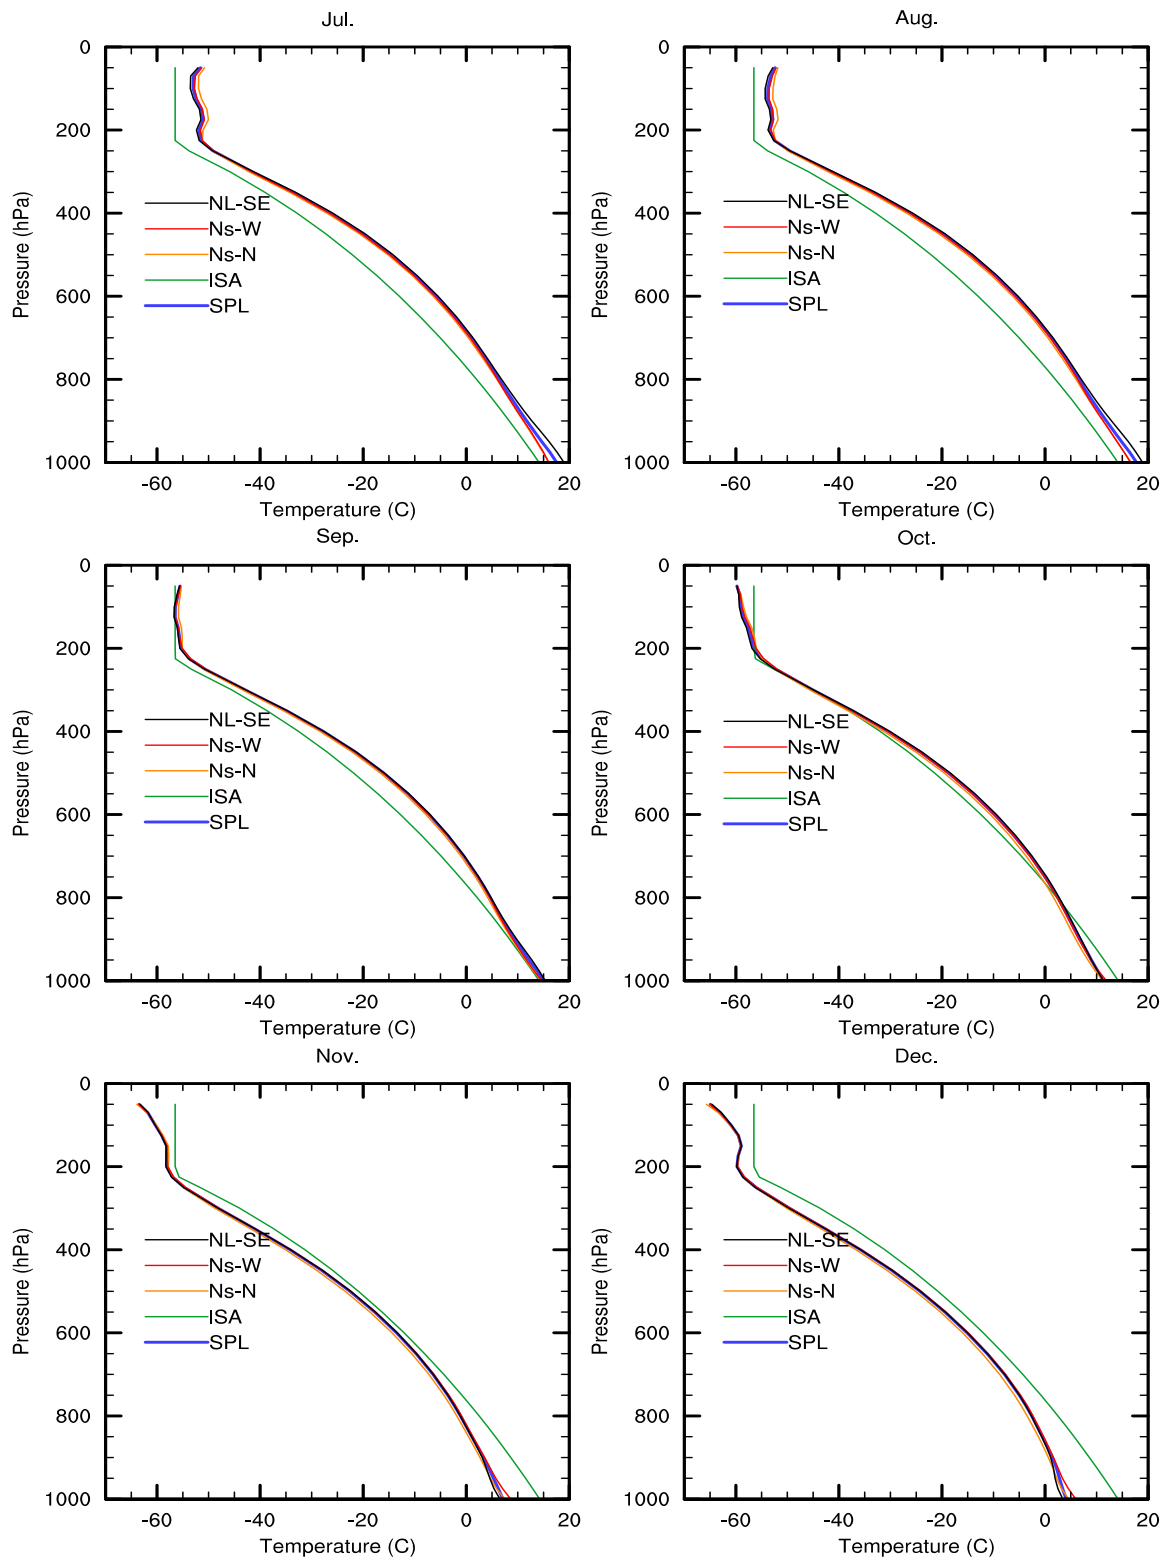 Jul.
0
200
400
600
800
1000
Pressure (hPa)
NL-SE
Ns-W
Ns-N
ISA
SPL
-60 -40 -20 0 20
Temperature (C)
Aug.
0
200
400
600
800
1000
Pressure (hPa)
NL-SE
Ns-W
Ns-N
ISA
SPL
-60 -40 -20 0 20
Temperature (C)
Sep.
0
200
400
600
800
1000
Pressure (hPa)
NL-SE
Ns-W
Ns-N
ISA
SPL
-60 -40 -20 0 20
Temperature (C)
Oct.
0
200
400
600
800
1000
Pressure (hPa)
NL-SE
Ns-W
Ns-N
ISA
SPL
-60 -40 -20 0 20
Temperature (C)
Nov.
0
200
400
600
800
1000
Pressure (hPa)
NL-SE
Ns-W
Ns-N
ISA
SPL
-60 -40 -20 0 20
Temperature (C)
Dec.
0
200
400
600
800
1000
Pressure (hPa)
NL-SE
Ns-W
Ns-N
ISA
SPL
-60 -40 -20 0 20
Temperature (C)